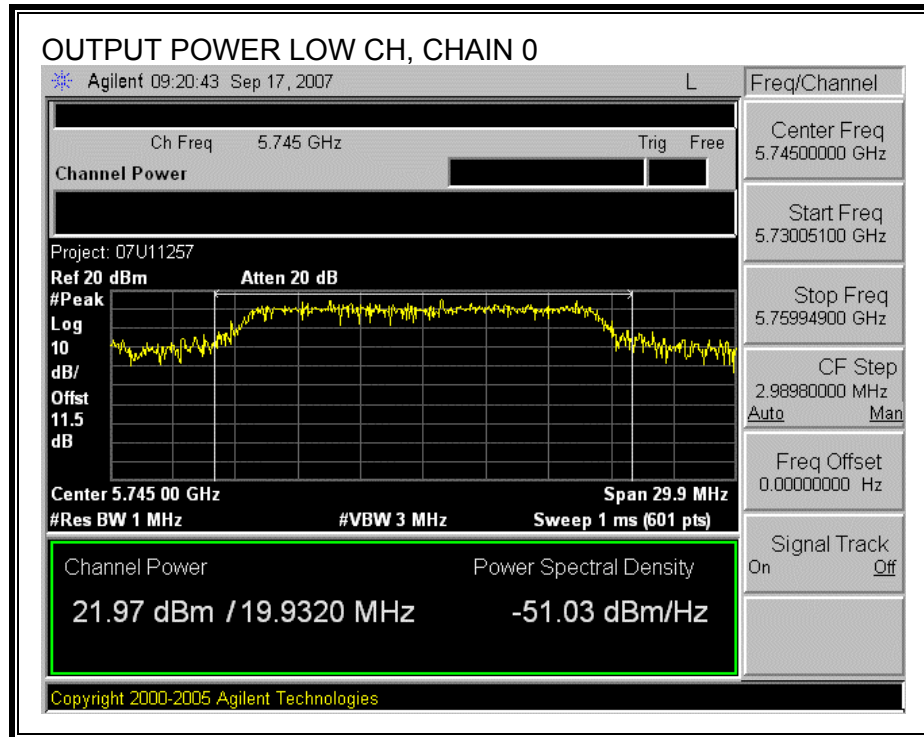 OUTPUT POWER LOW CH, CHAIN 0
Agilent 09:20:43 Sep 17, 2007 L
Freq/Channel
Ch Freq 5.745 GHz Trig Free
Channel Power
Center Freq
5.74500000 GHz
Start Freq
5.73005100 GHz
Stop Freq
5.75994900 GHz
CF Step
2.98980000 MHz
Auto Man
Freq Offset
0.00000000 Hz
Signal Track
On Off
Project: 07U11257
Ref 20 dBm Atten 20 dB
#Peak
Log
10
dB/
Offst
11.5
dB
Center 5.745 00 GHz Span 29.9 MHz
#Res BW 1 MHz #VBW 3 MHz Sweep 1 ms (601 pts)
Channel Power Power Spectral Density
21.97 dBm / 19.9320 MHz -51.03 dBm/Hz
Copyright 2000-2005 Agilent Technologies